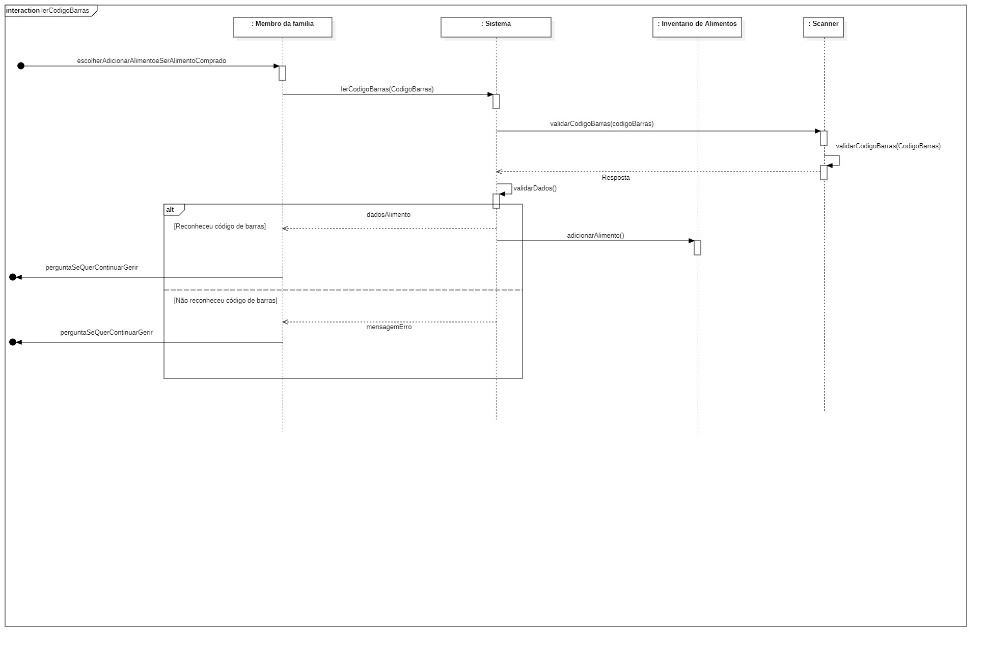 interaction lerCodigoBarras
: Membro da família
: Sistema
: Inventario de Alimentos
: Scanner
escolherAdicionarAlimentoeSerAlimentoComprado
lerCodigoBarras(CodigoBarras)
validarCodigoBarras(codigoBarras)
validarCodigoBarras(CodigoBarras)
Resposta
validarDados()
alt
dadosAlimento
[Reconheceu código de barras]
adicionarAlimento()
perguntaSeQuerContinuarGerir
[Não reconheceu código de barras]
mensagemErro
perguntaSeQuerContinuarGerir